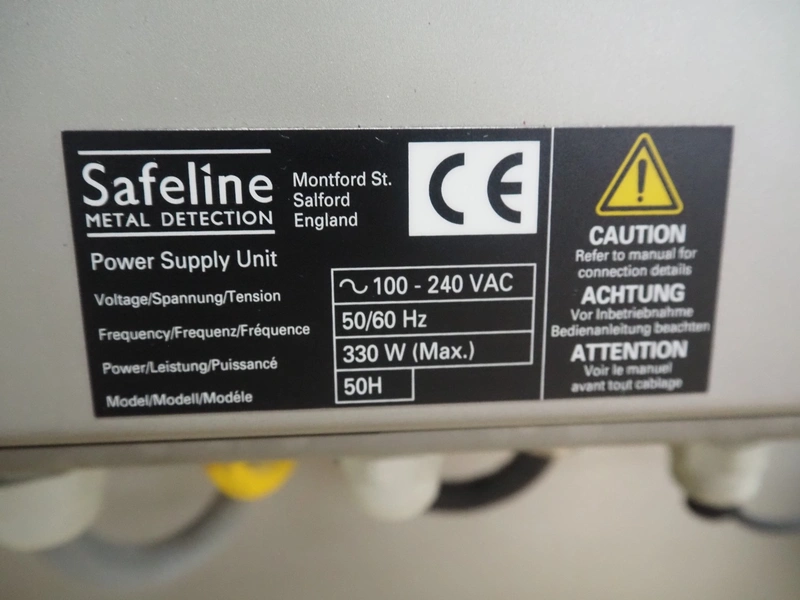 Safeline
METAL DETECTION
Montford St.
Salford
England
CE
Power Supply Unit
Voltage/Spannung/Tension
~ 100 - 240 VAC
Frequency/Frequenz/Fréquence
50/60 Hz
Power/Leistung/Puissancé
330 W (Max.)
Model/Modell/Modéle
50H
CAUTION
Refer to manual for
connection details
ACHTUNG
Vor Inbetriebnahme
Bedienanleitung beachten
ATTENTION
Voir le manuel
avant tout cablage